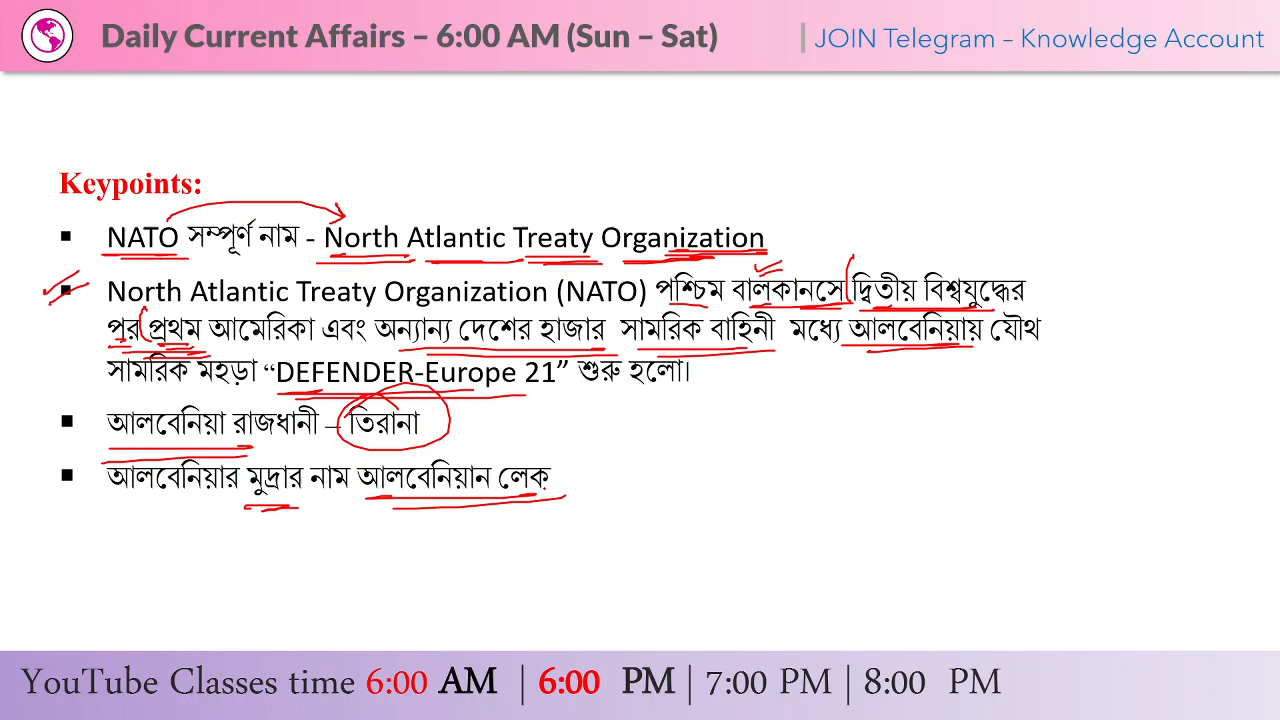 Daily Current Affairs – 6:00 AM (Sun – Sat)
JOIN Telegram – Knowledge Account
Keypoints:
NATO সম্পূর্ণ নাম - North Atlantic Treaty Organization
North Atlantic Treaty Organization (NATO) পশ্চিম বালকানসে দ্বিতীয় বিশ্বযুদ্ধের
পর প্রথম আমেরিকা এবং অন্যান্য দেশের হাজার সামরিক বাহিনী মধ্যে আলবেনিয়ায় যৌথ
সামরিক মহড়া “DEFENDER-Europe 21” শুরু হলো।
আলবেনিয়া রাজধানী – তিরানা
আলবেনিয়ার মুদ্রার নাম আলবেনিয়ান লেক
YouTube Classes time 6:00 AM | 6:00 PM | 7:00 PM | 8:00 PM